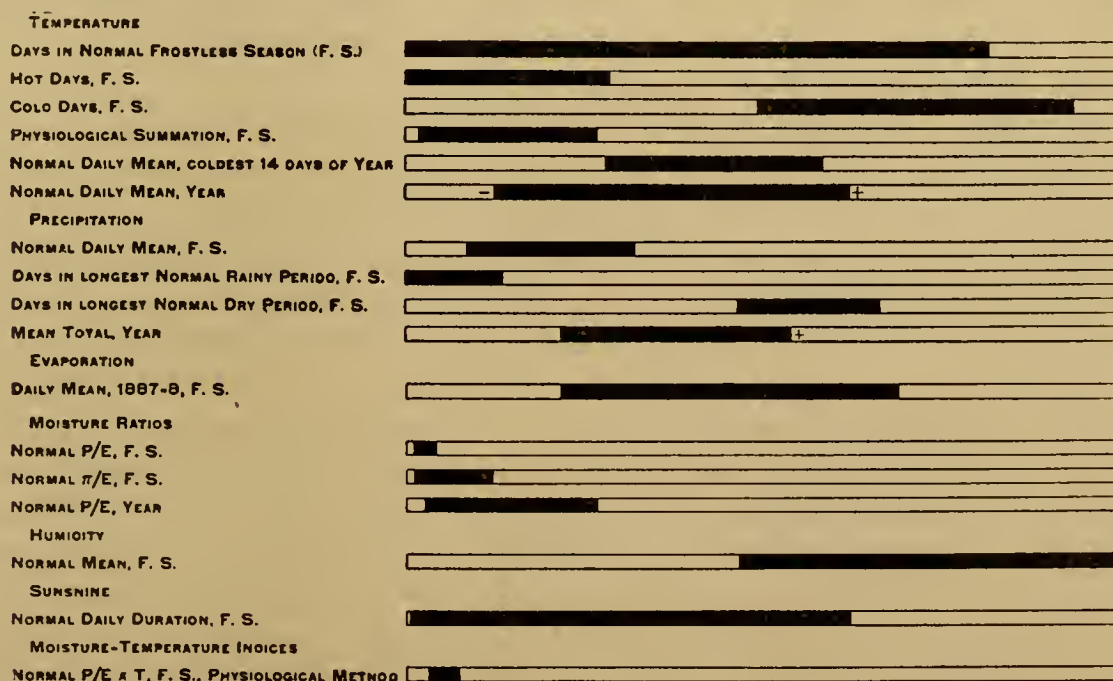 TEMPERATURE
DAYS IN NORMAL FROSTLESS SEASON (F. S.)
HOT DAYS, F. S.
COLD DAYS, F. S.
PHYSIOLOGICAL SUMMATION, F. S.
NORMAL DAILY MEAN, COLDEST 14 DAYS OF YEAR
NORMAL DAILY MEAN, YEAR - +
PRECIPITATION
NORMAL DAILY MEAN, F. S.
DAYS IN LONGEST NORMAL RAINY PERIOD, F. S.
DAYS IN LONGEST NORMAL DRY PERIOD, F. S.
MEAN TOTAL, YEAR +
EVAPORATION
DAILY MEAN, 1887-8, F. S.
MOISTURE RATIOS
NORMAL P/E, F. S.
NORMAL π/E, F. S.
NORMAL P/E, YEAR
HUMIDITY
NORMAL MEAN, F. S.
SUNSHINE
NORMAL DAILY DURATION, F. S.
MOISTURE-TEMPERATURE INDICES
NORMAL P/E x T, F. S., PHYSIOLOGICAL METHOD